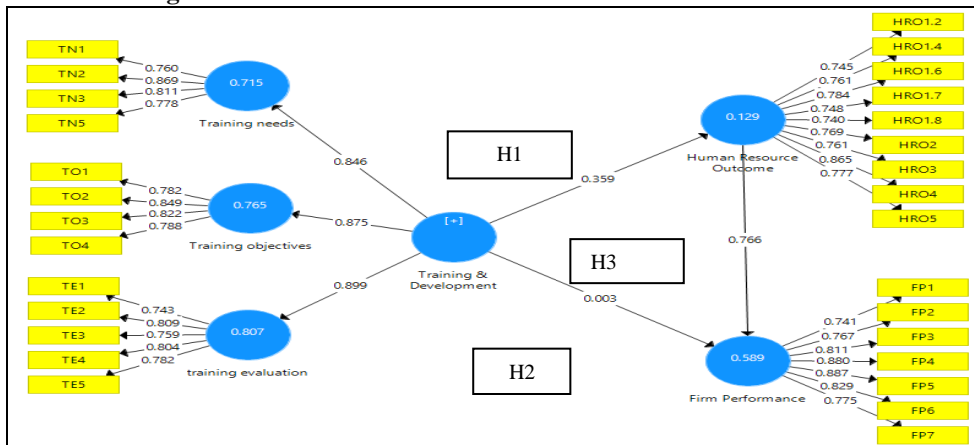 TN1
TN2
TN3
TN5
0.760
0.869
0.811
0.778
0.715
Training needs
TO1
TO2
TO3
TO4
0.782
0.849
0.822
0.788
0.765
Training objectives
TE1
TE2
TE3
TE4
TE5
0.743
0.809
0.759
0.804
0.782
0.807
training evaluation
0.846
0.875
0.899
[+]
Training &
Development
H1
0.359
H3
0.003
H2
0.129
Human Resource
Outcome
0.766
0.589
Firm Performance
0.745
0.761
0.784
0.748
0.740
0.769
0.761
0.865
0.777
HRO1.2
HRO1.4
HRO1.6
HRO1.7
HRO1.8
HRO2
HRO3
HRO4
HRO5
0.741
0.767
0.811
0.880
0.887
0.829
0.775
FP1
FP2
FP3
FP4
FP5
FP6
FP7